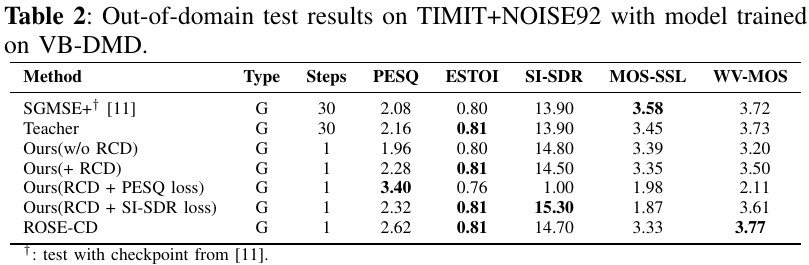 Table 2: Out-of-domain test results on TIMIT+NOISE92 with model trained
on VB-DMD.
Method Type Steps PESQ ESTOI SI-SDR MOS-SSL WV-MOS
SGMSE+† [11] G 30 2.08 0.80 13.90 3.58 3.72
Teacher G 30 2.16 0.81 13.90 3.45 3.73
Ours(w/o RCD) G 1 1.96 0.80 14.80 3.39 3.20
Ours(+ RCD) G 1 2.28 0.81 14.50 3.35 3.50
Ours(RCD + PESQ loss) G 1 3.40 0.76 1.00 1.98 2.11
Ours(RCD + SI-SDR loss) G 1 2.32 0.81 15.30 1.87 3.61
ROSE-CD G 1 2.62 0.81 14.70 3.33 3.77
†: test with checkpoint from [11].